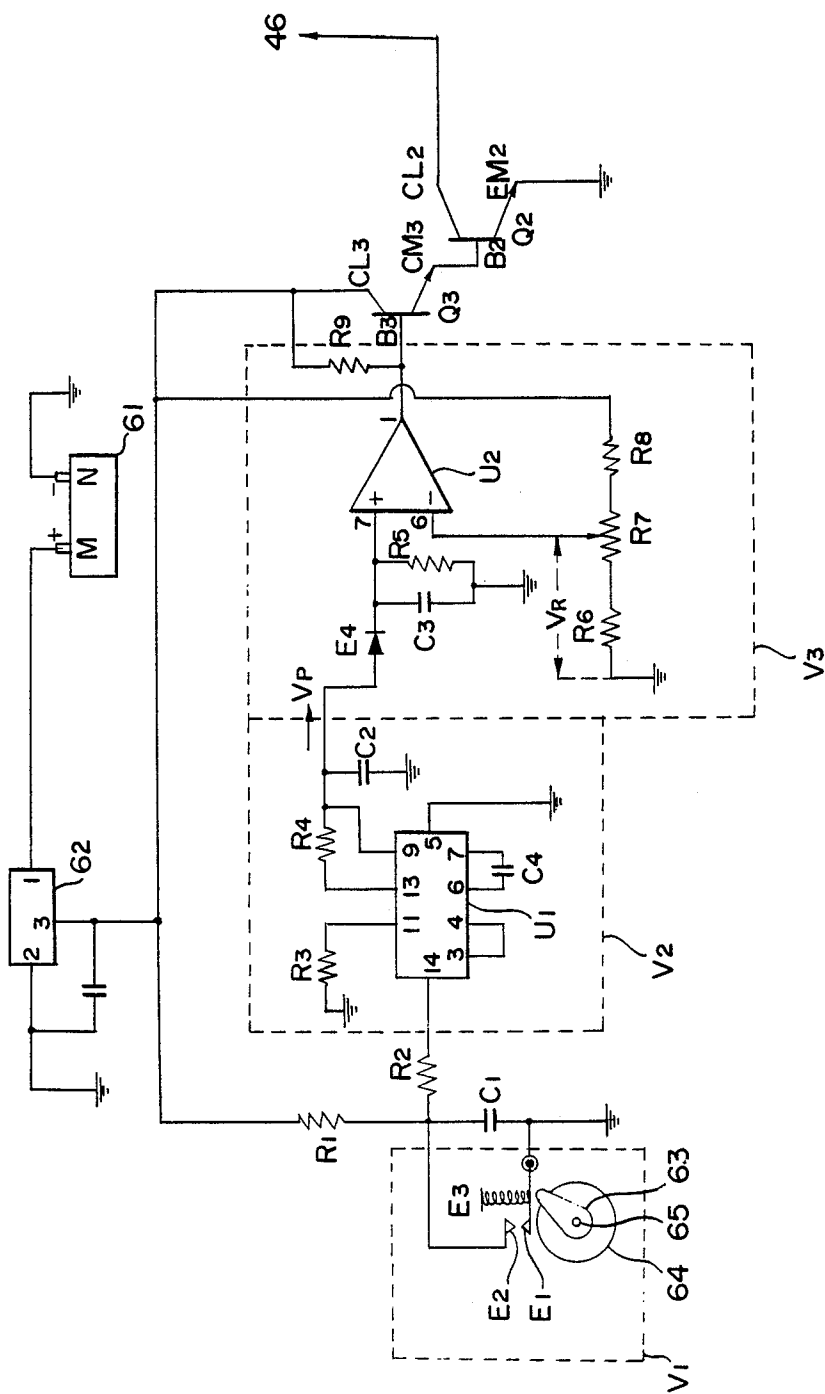 46
M
+
N
−
61
1
2
3
62
CL3
CM3
B3
Q3
R9
CL2
EM2
B2
Q2
1
7
+
6
−
U2
R5
C3
E4
VP
VR
R8
R7
R6
V3
C2
R4
R3
9
5
13
7
11
6
4
14
3
C4
U1
V2
R2
R1
C1
E3
E2
E1
63
65
64
V1